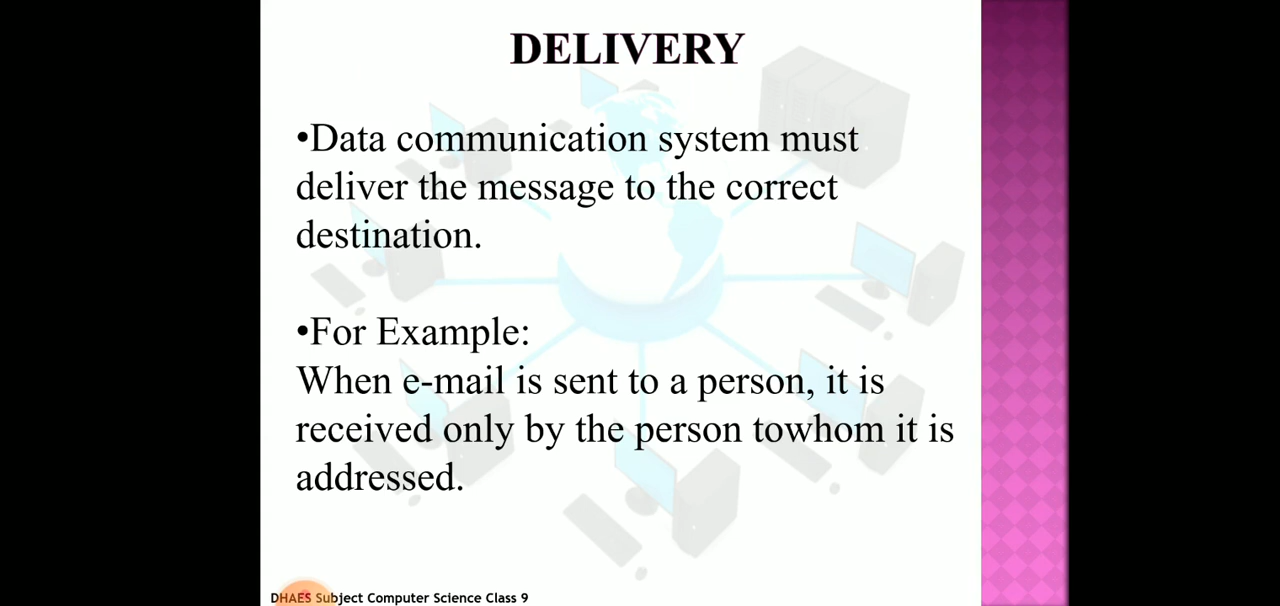 DELIVERY
•Data communication system must
deliver the message to the correct
destination.
•For Example:
When e-mail is sent to a person, it is
received only by the person towhom it is
addressed.
DHAES Subject Computer Science Class 9